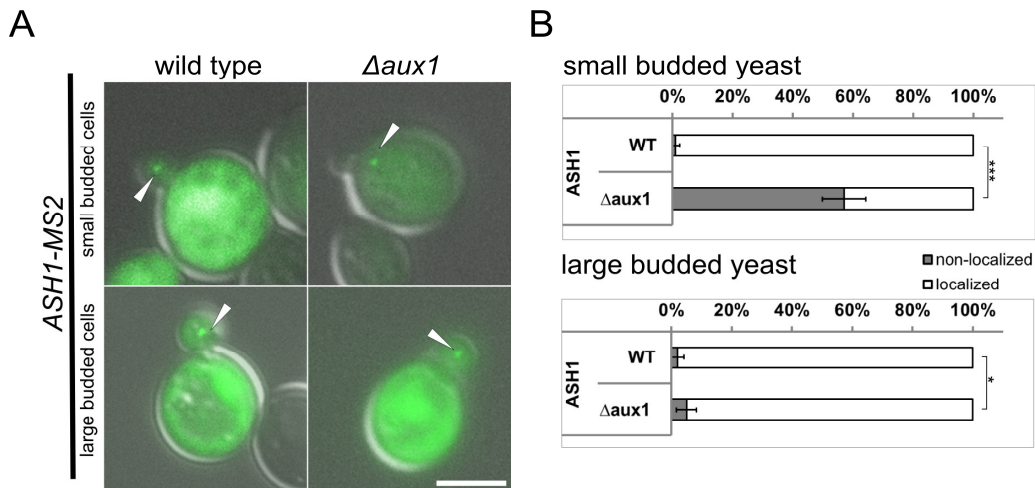 A
wild type
Δaux1
ASH1-MS2
small budded cells
large budded cells
B
small budded yeast
0% 20% 40% 60% 80% 100%
ASH1
WT
Δaux1
***
large budded yeast
non-localized
localized
0% 20% 40% 60% 80% 100%
ASH1
WT
Δaux1
*